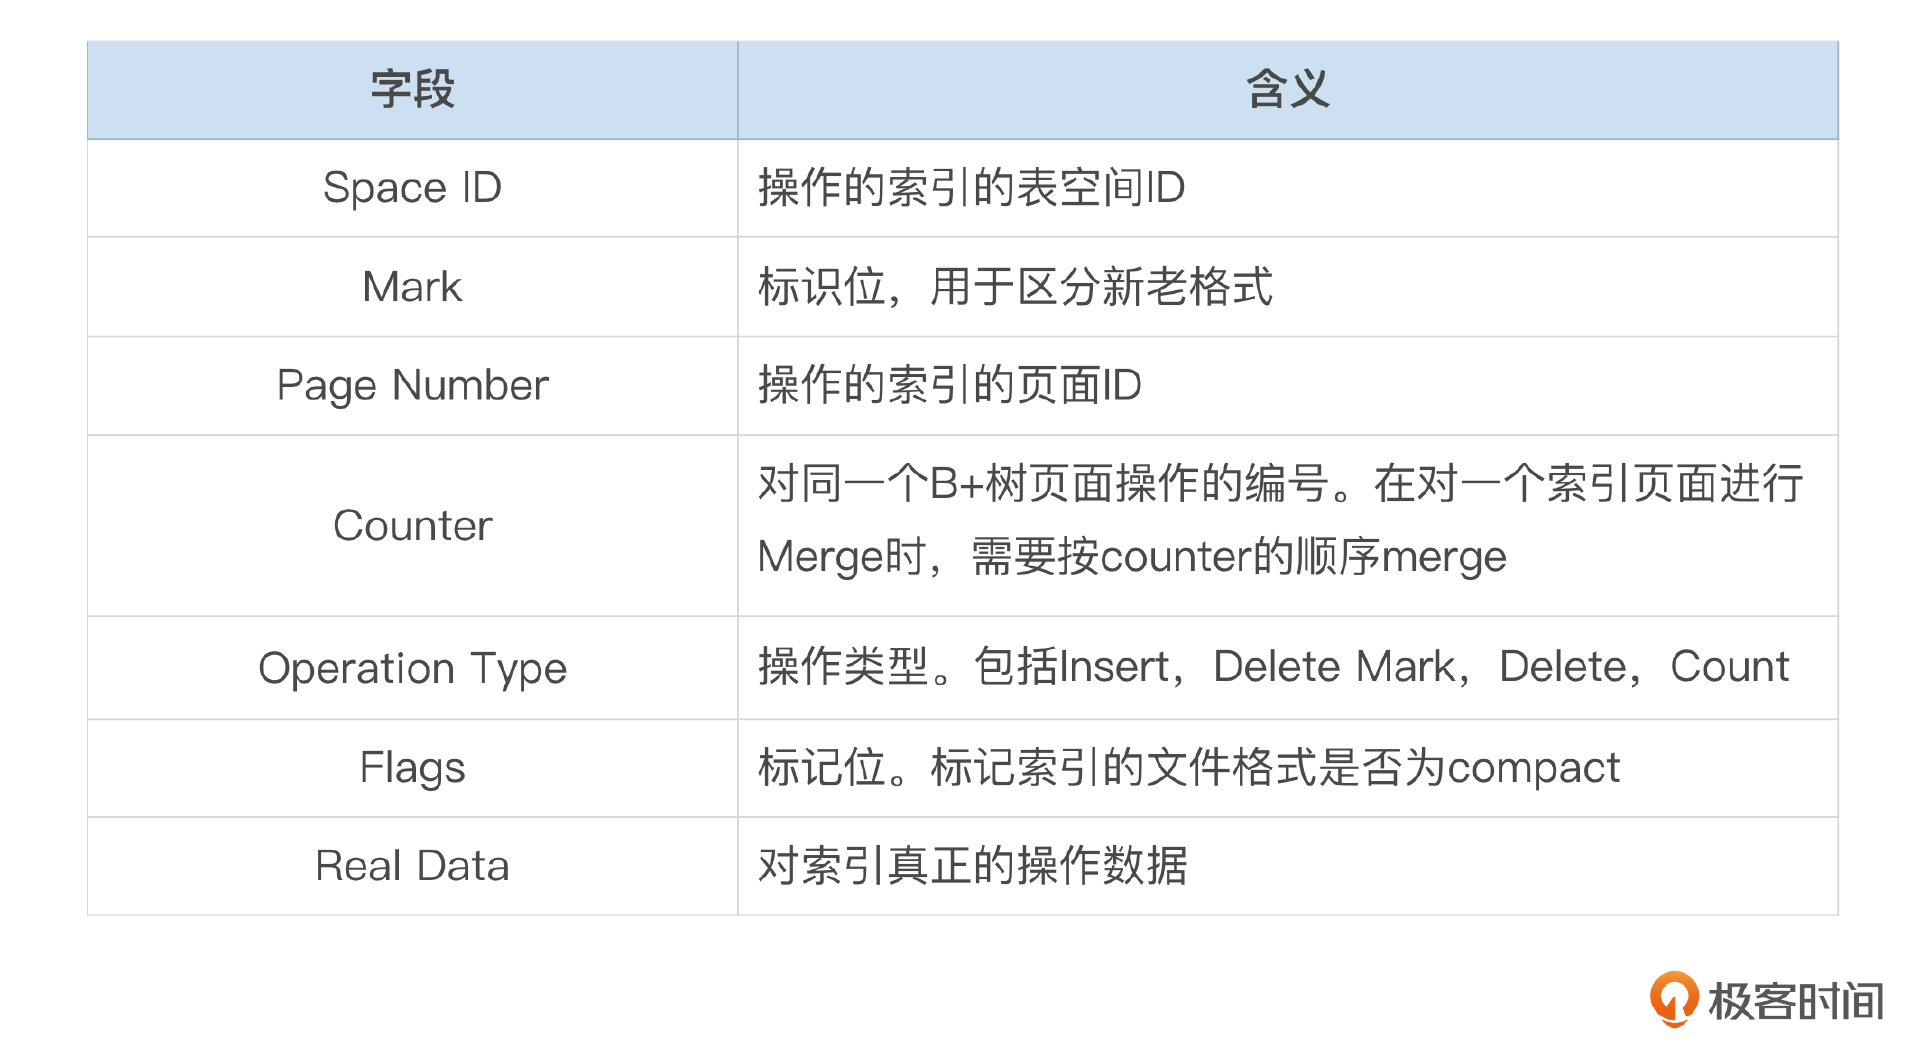 字段 含义
Space ID 操作的索引的表空间ID
Mark 标识位，用于区分新老格式
Page Number 操作的索引的页面ID
Counter 对同一个B+树页面操作的编号。在对一个索引页面进行
Merge时，需要按counter的顺序merge
Operation Type 操作类型。包括Insert，Delete Mark，Delete，Count
Flags 标记位。标记索引的文件格式是否为compact
Real Data 对索引真正的操作数据
极客时间